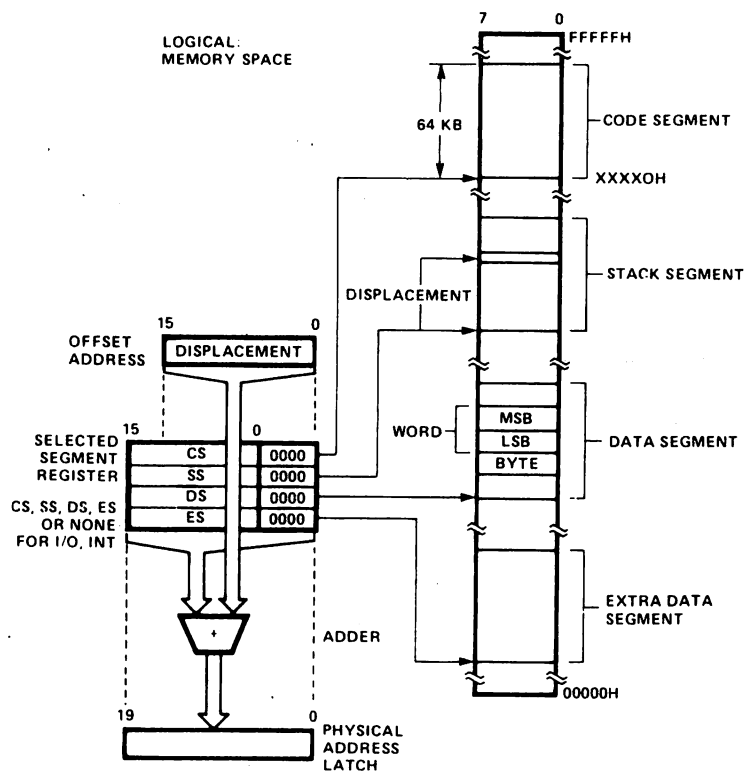 LOGICAL:
MEMORY SPACE
7 0
FFFFFH
64 KB
CODE SEGMENT
XXXX0H
STACK SEGMENT
DISPLACEMENT
15 0
OFFSET
ADDRESS
DISPLACEMENT
15 0
SELECTED
SEGMENT
REGISTER
CS, SS, DS, ES
OR NONE
FOR I/O, INT
CS 0000
SS 0000
DS 0000
ES 0000
WORD
MSB
LSB
BYTE
DATA SEGMENT
EXTRA DATA
SEGMENT
+
ADDER
00000H
19 0
PHYSICAL
ADDRESS
LATCH